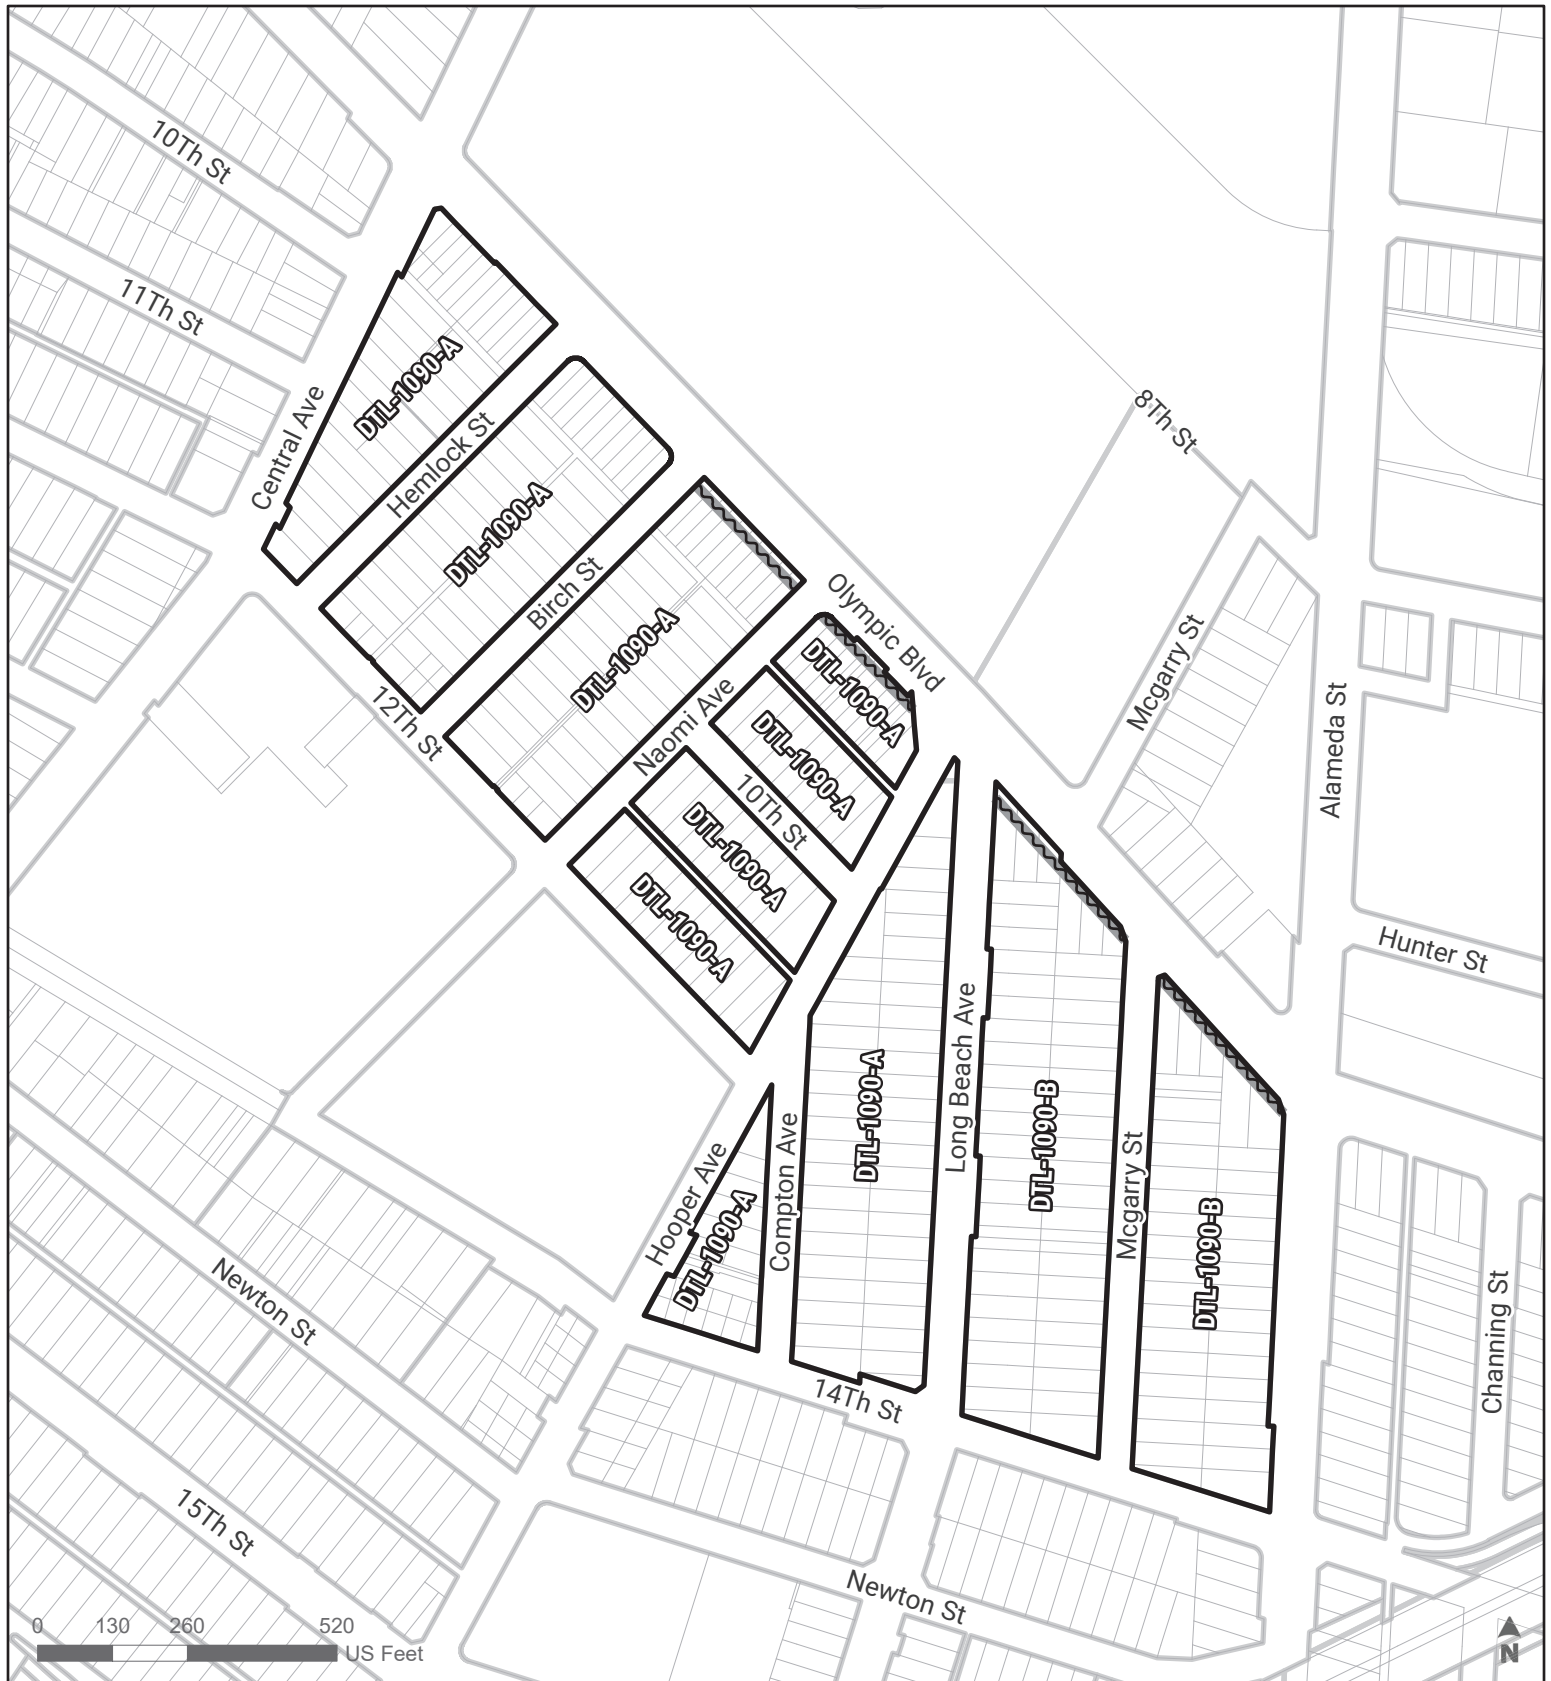 10Th St
11Th St
Central Ave
DTL-1090-A
Hemlock St
DTL-1090-A
Birch St
DTL-1090-A
12Th St
Naomi Ave
8Th St
Olympic Blvd
DTL-1090-A
DTL-1090-A
10Th St
DTL-1090-A
DTL-1090-A
Mcgarry St
Alameda St
Hunter St
DTL-1090-A
Long Beach Ave
DTL-1090-B
Mcgarry St
DTL-1090-B
Hooper Ave
DTL-1090-A
Compton Ave
Channing St
Newton St
14Th St
15Th St
Newton St
0 130 260 520
US Feet
N